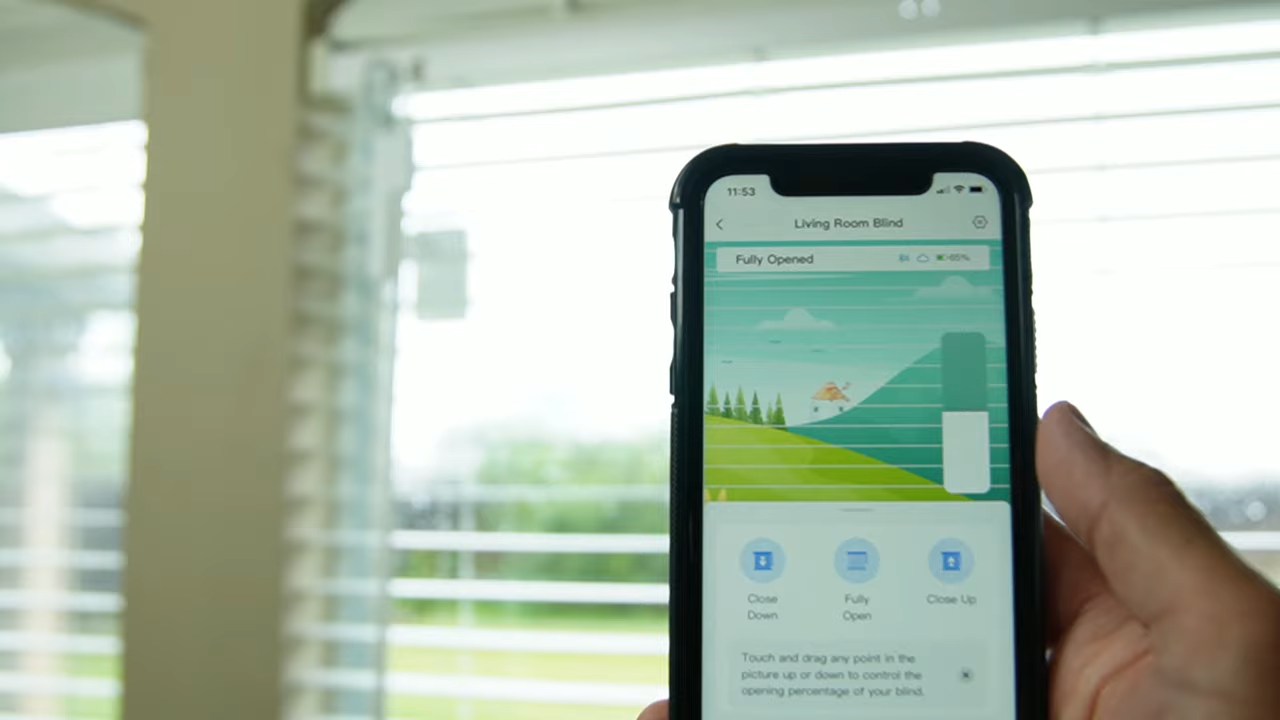 11:53
Living Room Blind
Fully Opened
65%
Close
Down
Fully
Open
Close Up
Touch and drag any point in the
picture up or down to control the
opening percentage of your blind.